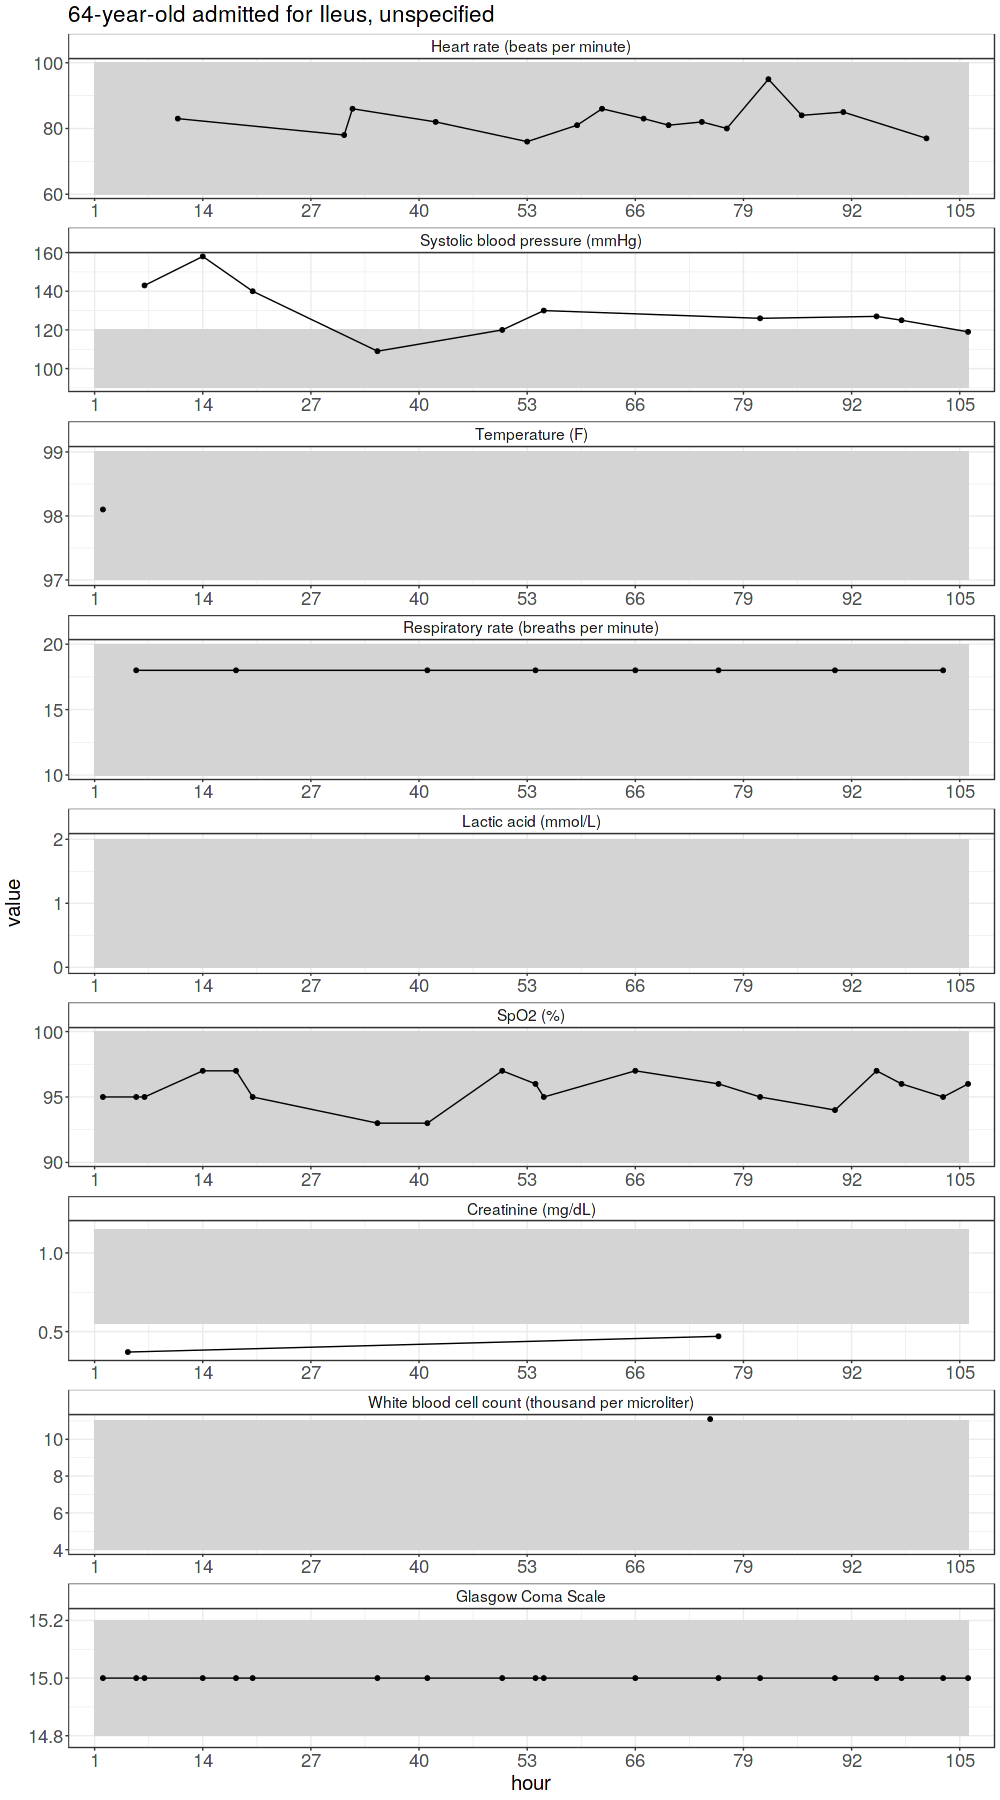 64-year-old admitted for Ileus, unspecified
Heart rate (beats per minute)
100
80
60
1 14 27 40 53 66 79 92 105
Systolic blood pressure (mmHg)
160
140
120
100
1 14 27 40 53 66 79 92 105
Temperature (F)
99
98
97
1 14 27 40 53 66 79 92 105
Respiratory rate (breaths per minute)
20
15
10
1 14 27 40 53 66 79 92 105
Lactic acid (mmol/L)
2
1
0
1 14 27 40 53 66 79 92 105
value
SpO2 (%)
100
95
90
1 14 27 40 53 66 79 92 105
Creatinine (mg/dL)
1.0
0.5
1 14 27 40 53 66 79 92 105
White blood cell count (thousand per microliter)
10
8
6
4
1 14 27 40 53 66 79 92 105
Glasgow Coma Scale
15.2
15.0
14.8
1 14 27 40 53 66 79 92 105
hour